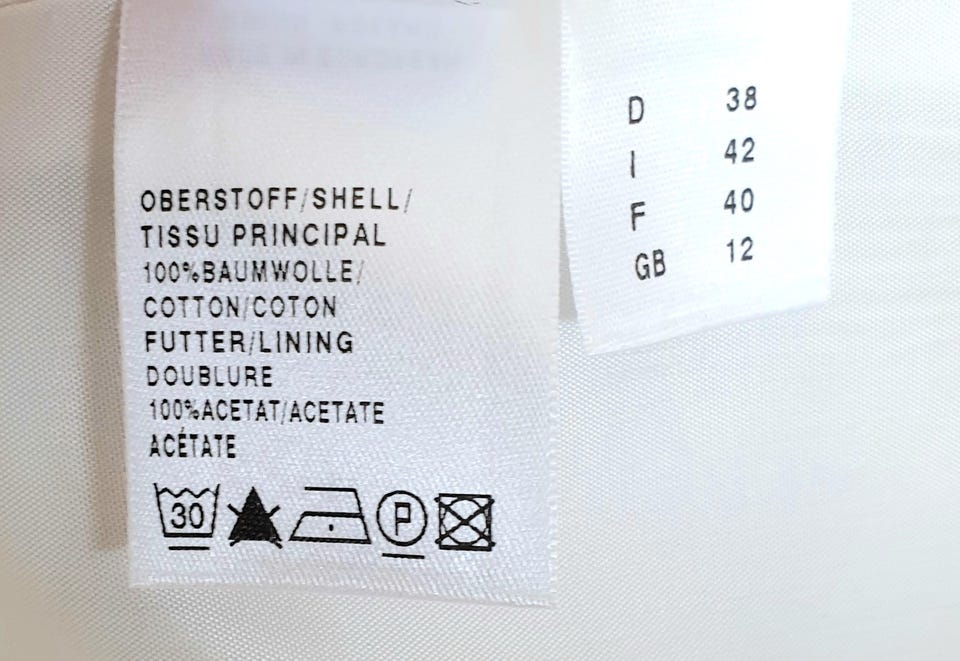 OBERSTOFF/SHELL/
TISSU PRINCIPAL
100%BAUMWOLLE/
COTTON/COTON
FUTTER/LINING
DOUBLURE
100%ACETAT/ACETATE
ACÉTATE
30
P
D 38
I 42
F 40
GB 12